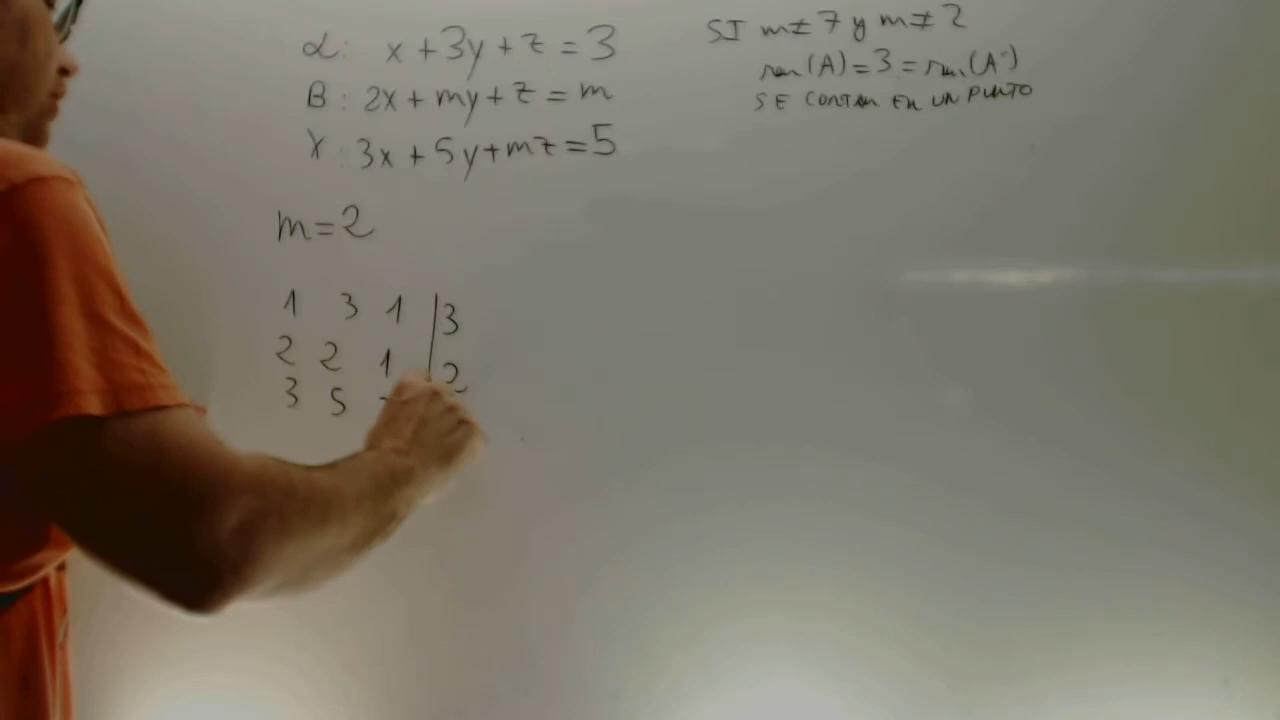 α: x + 3y + z = 3
B: 2x + my + z = m
γ: 3x + 5y + mz = 5
SI m ≠ 7 y m ≠ 2
ran(A) = 3 = ran(A*)
SE CORTAN EN UN PUNTO
m = 2
1 3 1 | 3
2 2 1 | 2
3 5